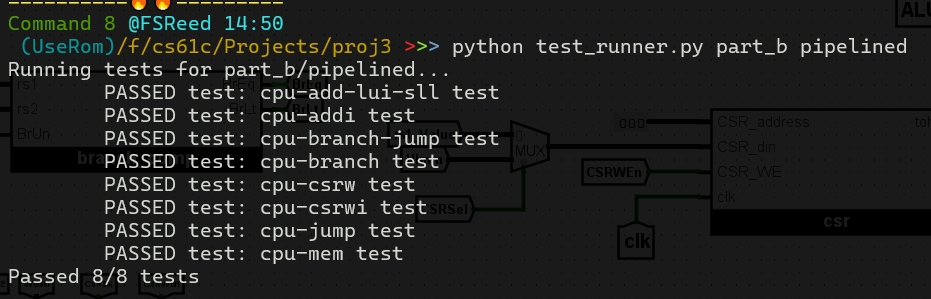 ----------🔥🔥---------
Command 8 @FSReed 14:50
(UseRom)/f/cs61c/Projects/proj3 >>> python test_runner.py part_b pipelined
Running tests for part_b/pipelined...
PASSED test: cpu-add-lui-sll test
PASSED test: cpu-addi test
PASSED test: cpu-branch-jump test
PASSED test: cpu-branch test
PASSED test: cpu-csrw test
PASSED test: cpu-csrwi test
PASSED test: cpu-jump test
PASSED test: cpu-mem test
Passed 8/8 tests
ALU
rs1
rs2
BrUn
BrEq
BrLt
MUX
CSRSel
CSRWEn
clk
CSR_address
CSR_din
CSR_WE
clk
csr